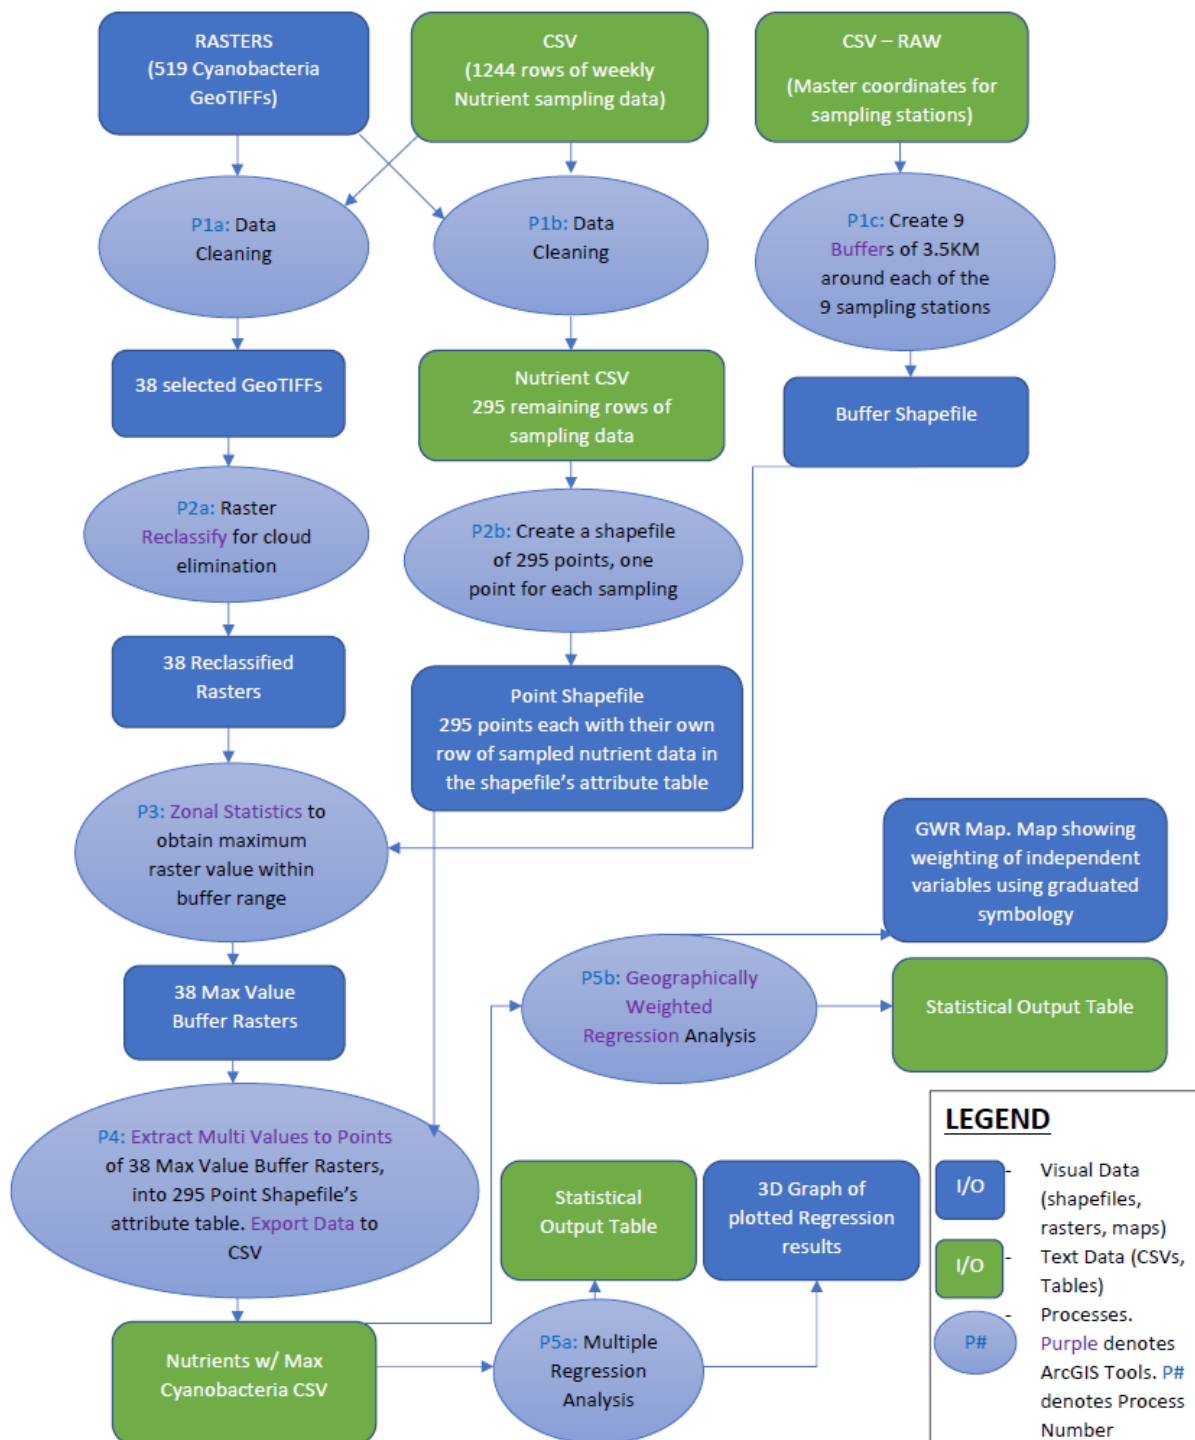 RASTERS
(519 Cyanobacteria
GeoTIFFs)
CSV
(1244 rows of weekly
Nutrient sampling data)
CSV – RAW
(Master coordinates for
sampling stations)
P1a: Data
Cleaning
P1b: Data
Cleaning
P1c: Create 9
Buffers of 3.5KM
around each of the
9 sampling stations
38 selected GeoTIFFs
Nutrient CSV
295 remaining rows of
sampling data
Buffer Shapefile
P2a: Raster
Reclassify for cloud
elimination
P2b: Create a shapefile
of 295 points, one
point for each sampling
38 Reclassified
Rasters
Point Shapefile
295 points each with their own
row of sampled nutrient data in
the shapefile's attribute table
P3: Zonal Statistics to
obtain maximum
raster value within
buffer range
GWR Map. Map showing
weighting of independent
variables using graduated
symbology
38 Max Value
Buffer Rasters
P5b: Geographically
Weighted
Regression Analysis
Statistical Output Table
P4: Extract Multi Values to Points
of 38 Max Value Buffer Rasters,
into 295 Point Shapefile's
attribute table. Export Data to
CSV
Statistical
Output Table
3D Graph of
plotted Regression
results
Nutrients w/ Max
Cyanobacteria CSV
P5a: Multiple
Regression
Analysis
LEGEND
I/O - Visual Data
(shapefiles,
rasters, maps)
I/O - Text Data (CSVs,
Tables)
P# - Processes.
Purple denotes
ArcGIS Tools. P#
denotes Process
Number